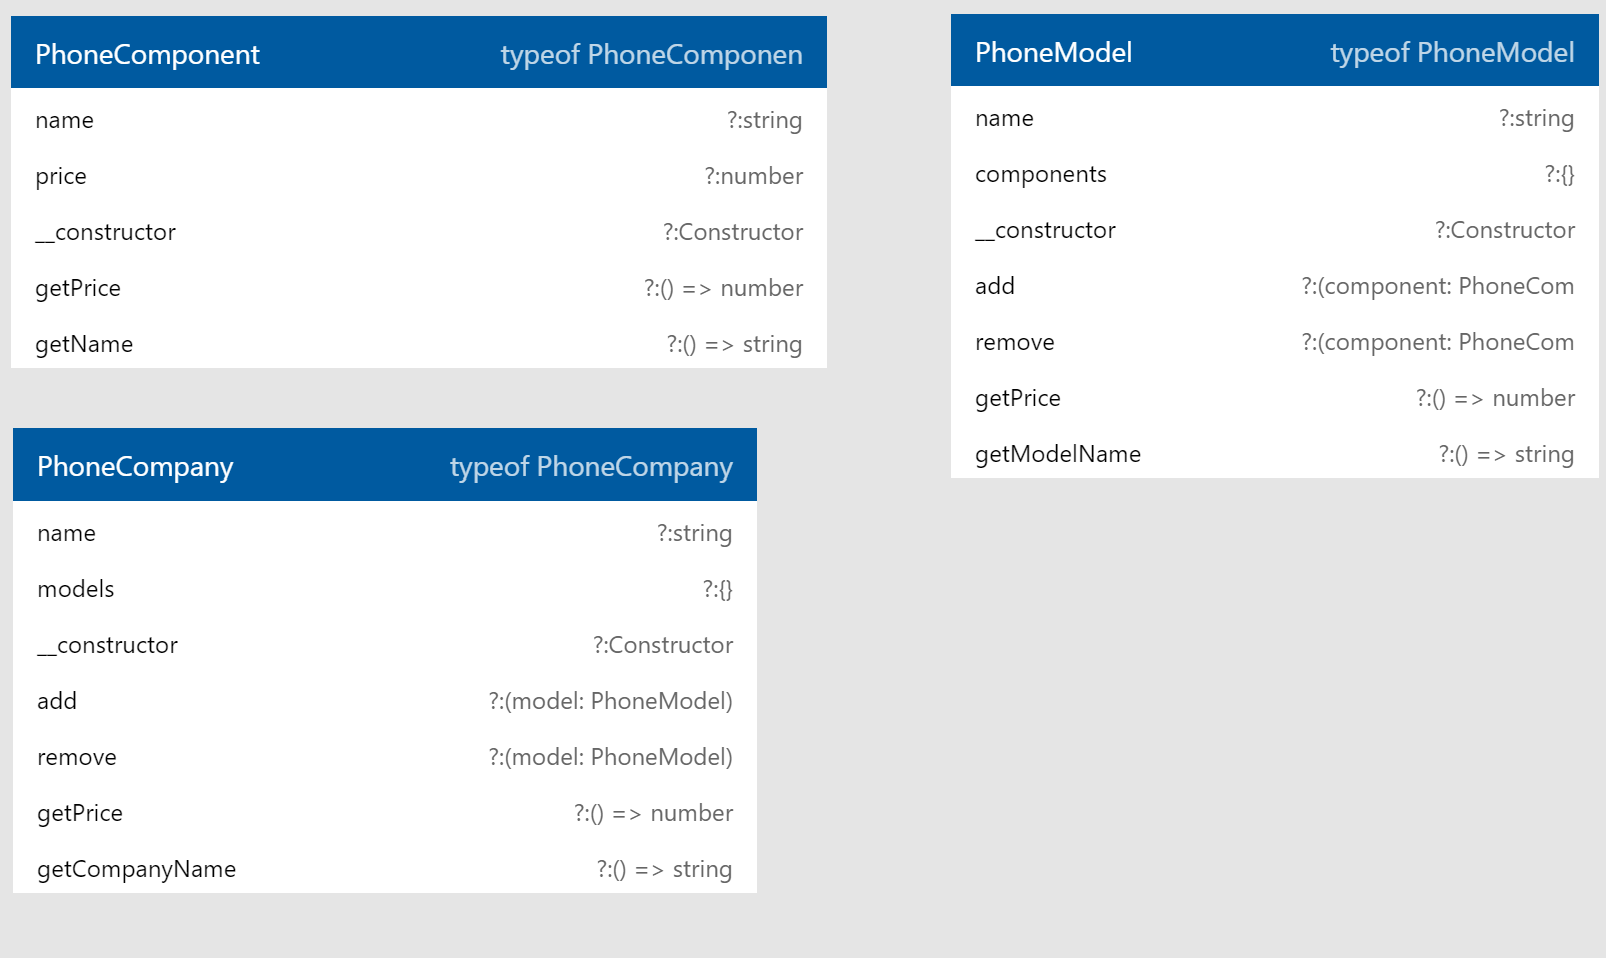 PhoneComponent typeof PhoneComponen
name ?:string
price ?:number
__constructor ?:Constructor
getPrice ?:() => number
getName ?:() => string
PhoneModel typeof PhoneModel
name ?:string
components ?:{}
__constructor ?:Constructor
add ?:(component: PhoneCom
remove ?:(component: PhoneCom
getPrice ?:() => number
getModelName ?:() => string
PhoneCompany typeof PhoneCompany
name ?:string
models ?:{}
__constructor ?:Constructor
add ?:(model: PhoneModel)
remove ?:(model: PhoneModel)
getPrice ?:() => number
getCompanyName ?:() => string